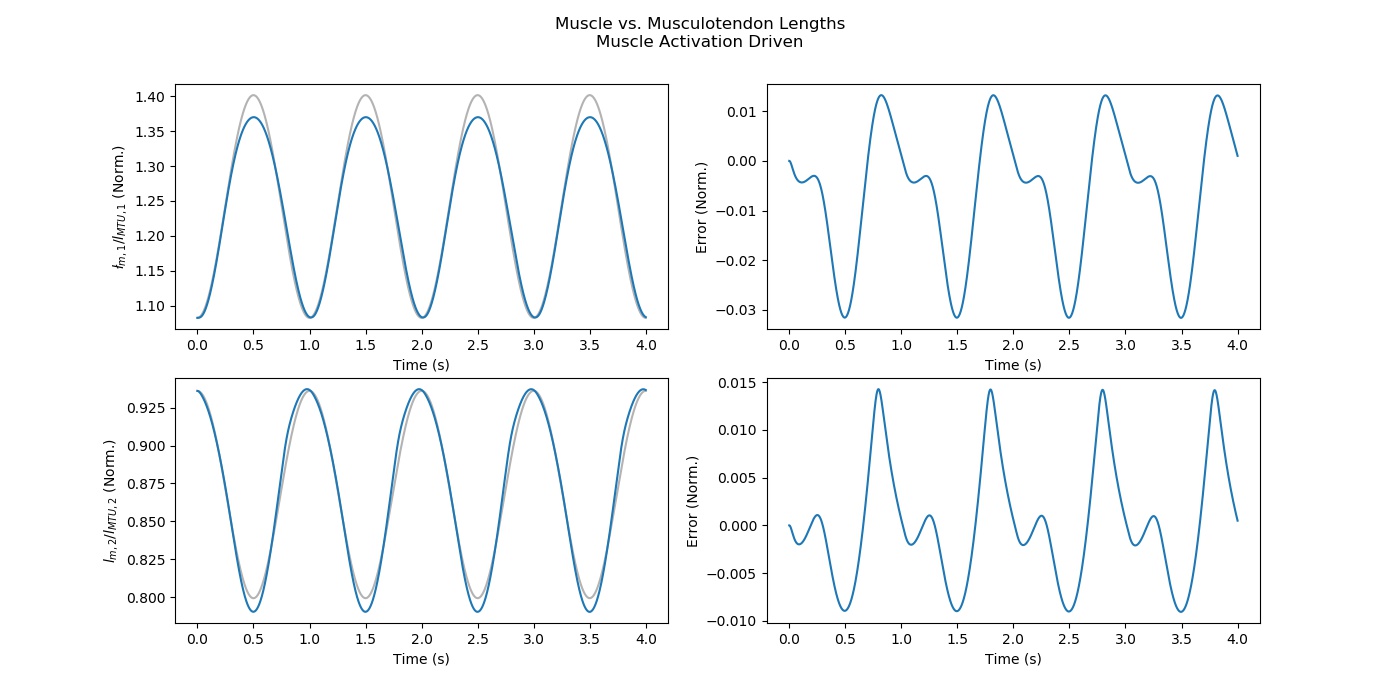 Muscle vs. Musculotendon Lengths
Muscle Activation Driven
l_{m,1}/l_{MTU,1} (Norm.)
1.40
1.35
1.30
1.25
1.20
1.15
1.10
0.0 0.5 1.0 1.5 2.0 2.5 3.0 3.5 4.0
Time (s)
Error (Norm.)
0.01
0.00
−0.01
−0.02
−0.03
0.0 0.5 1.0 1.5 2.0 2.5 3.0 3.5 4.0
Time (s)
l_{m,2}/l_{MTU,2} (Norm.)
0.925
0.900
0.875
0.850
0.825
0.800
0.0 0.5 1.0 1.5 2.0 2.5 3.0 3.5 4.0
Time (s)
Error (Norm.)
0.015
0.010
0.005
0.000
−0.005
−0.010
0.0 0.5 1.0 1.5 2.0 2.5 3.0 3.5 4.0
Time (s)